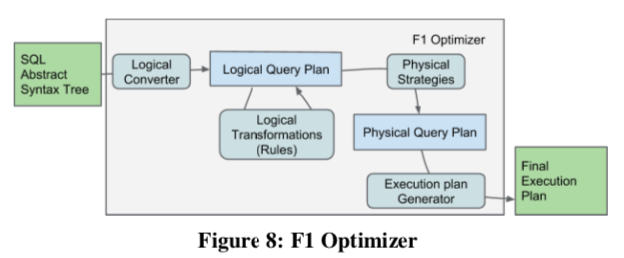 F1 Optimizer
SQL
Abstract
Syntax Tree
Logical
Converter
Logical Query Plan
Physical
Strategies
Logical
Transformations
(Rules)
Physical Query Plan
Execution plan
Generator
Final
Execution
Plan
Figure 8: F1 Optimizer